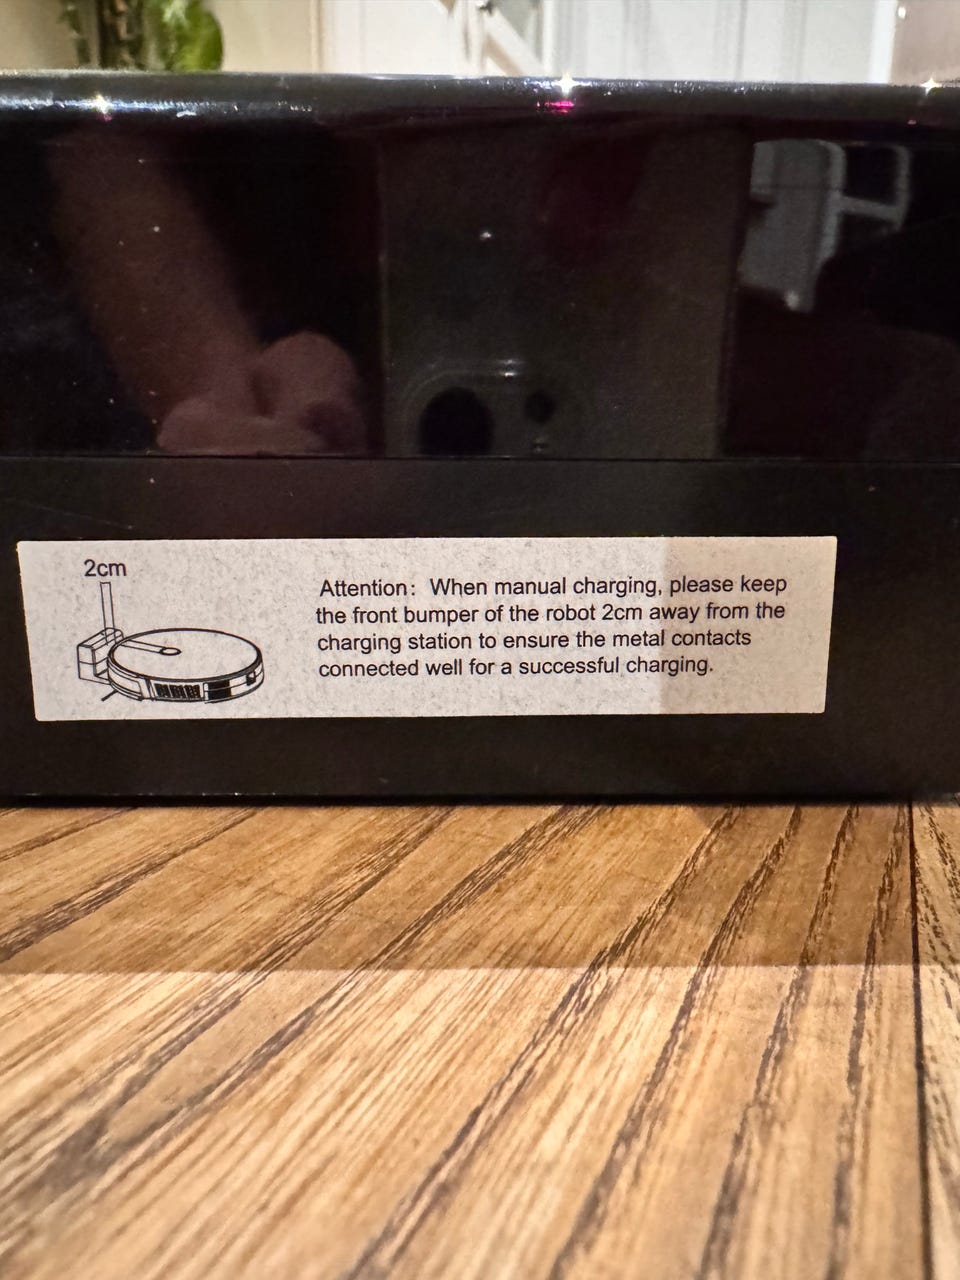 2cm
Attention: When manual charging, please keep
the front bumper of the robot 2cm away from the
charging station to ensure the metal contacts
connected well for a successful charging.